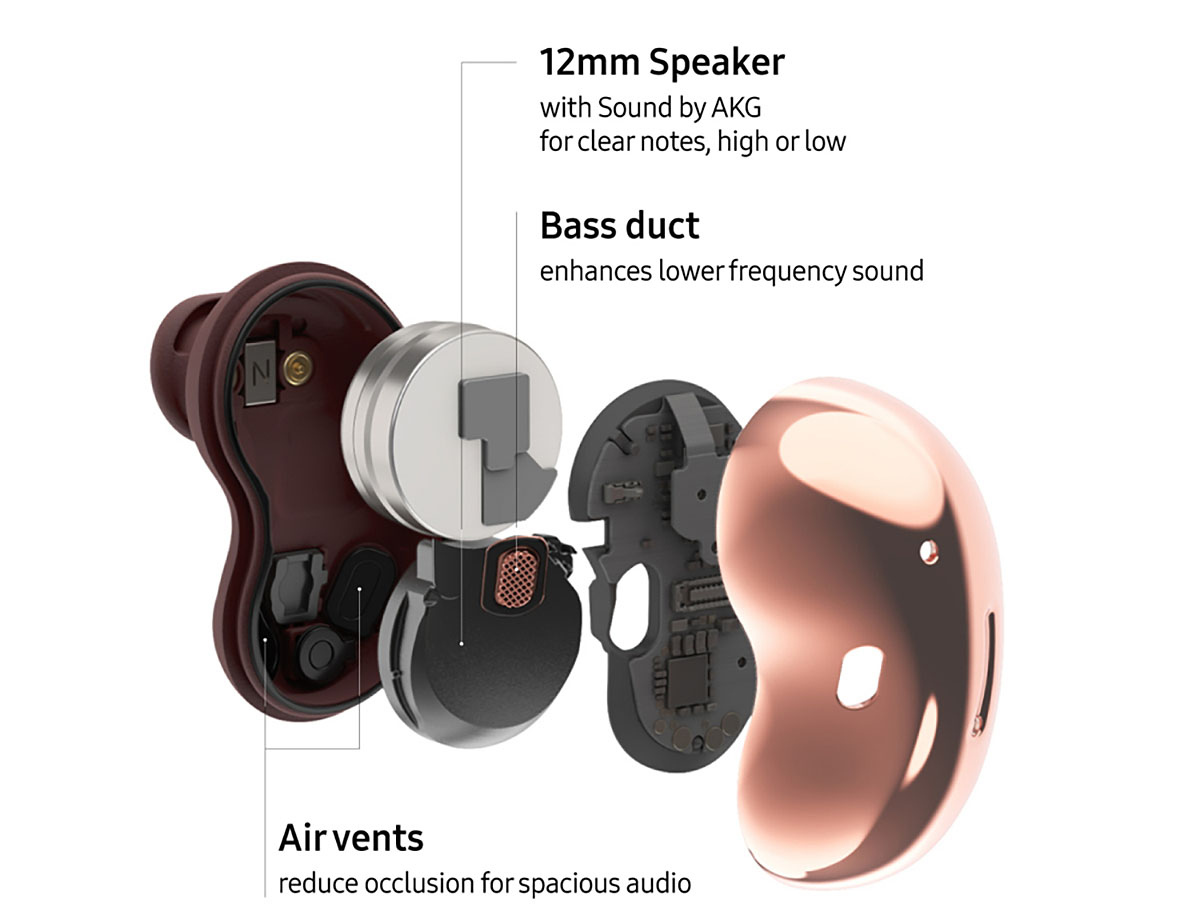 12mm Speaker
with Sound by AKG
for clear notes, high or low
Bass duct
enhances lower frequency sound
N
Air vents
reduce occlusion for spacious audio